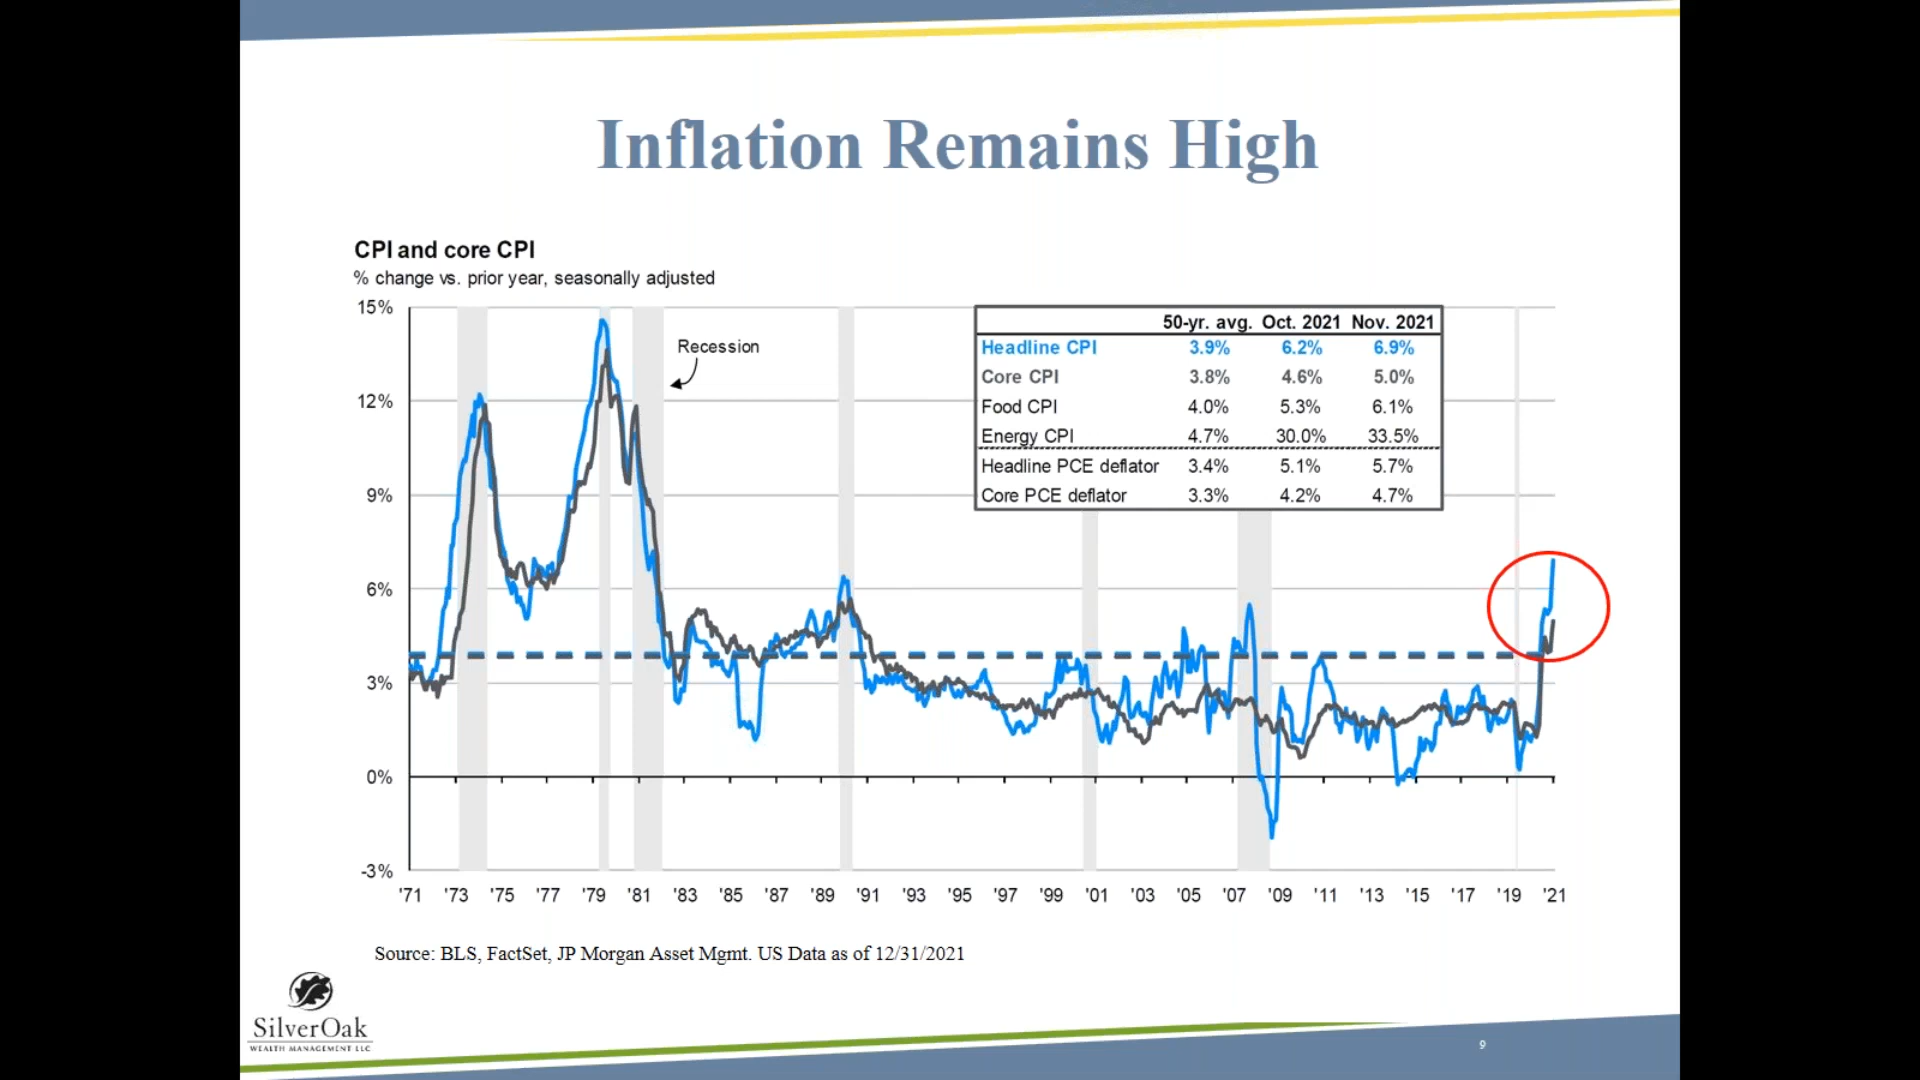 Inflation Remains High
CPI and core CPI
% change vs. prior year, seasonally adjusted
15%
12%
9%
6%
3%
0%
-3%
Recession
50-yr. avg. Oct. 2021 Nov. 2021
Headline CPI 3.9% 6.2% 6.9%
Core CPI 3.8% 4.6% 5.0%
Food CPI 4.0% 5.3% 6.1%
Energy CPI 4.7% 30.0% 33.5%
Headline PCE deflator 3.4% 5.1% 5.7%
Core PCE deflator 3.3% 4.2% 4.7%
'71 '73 '75 '77 '79 '81 '83 '85 '87 '89 '91 '93 '95 '97 '99 '01 '03 '05 '07 '09 '11 '13 '15 '17 '19 '21
Source: BLS, FactSet, JP Morgan Asset Mgmt. US Data as of 12/31/2021
SilverOak
WEALTH MANAGEMENT LLC
9